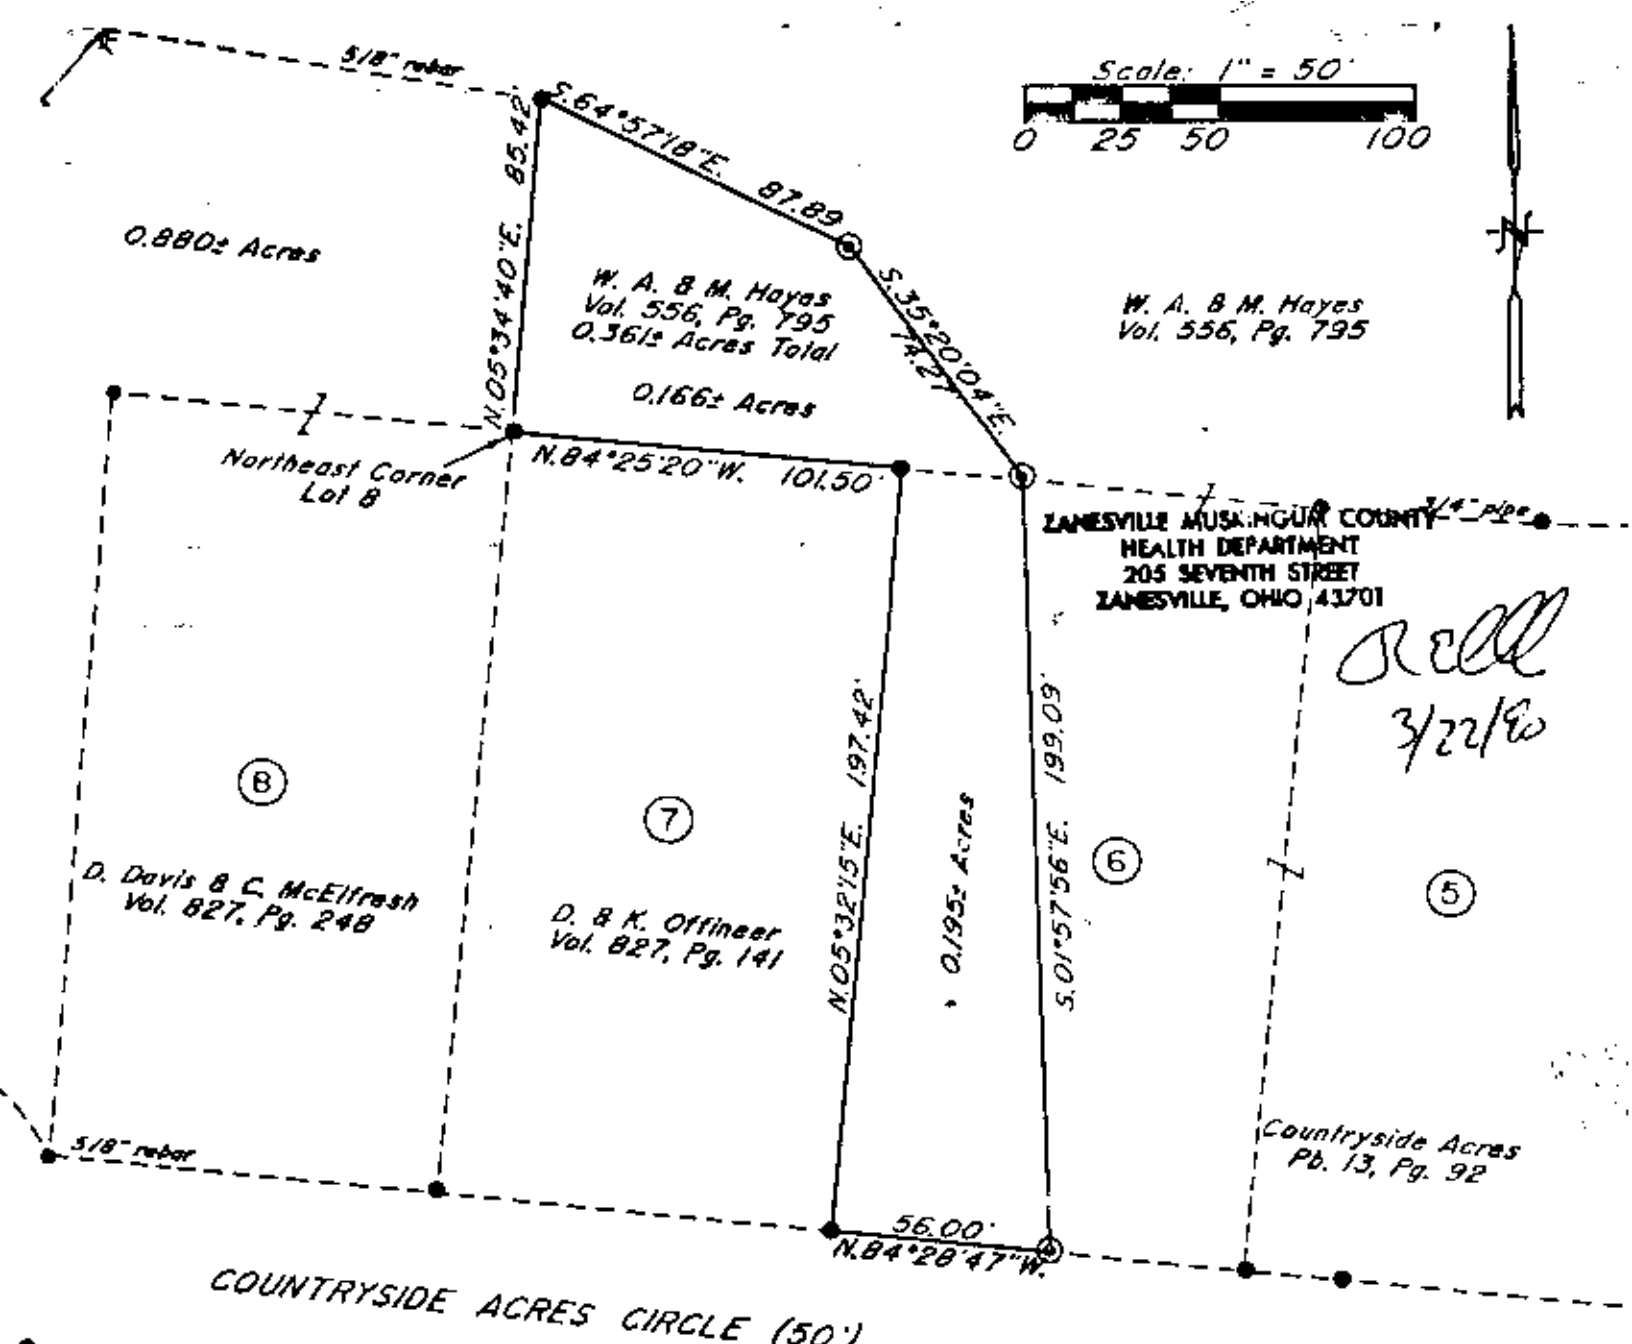 5/8" rebar
Scale: 1" = 50'
0 25 50 100
N
S.64°57'18"E. 87.89
N.05°34'40"E. 85.42'
0.880± Acres
W. A. & M. Hayes
Vol. 556, Pg. 795
0.361± Acres Total
0.166± Acres
S.35°20'04"E.
74.27
W. A. & M. Hayes
Vol. 556, Pg. 795
Northeast Corner
Lot 8
N.84°25'20"W. 101.50'
3/4" pipe
ZANESVILLE MUSKINGUM COUNTY
HEALTH DEPARTMENT
205 SEVENTH STREET
ZANESVILLE, OHIO 43701
3/22/90
8
7
6
5
N.05°32'15"E. 197.42'
0.195± Acres
S.01°57'56"E. 199.09'
D. Davis & C. McElfresh
Vol. 827, Pg. 248
D. & K. Offineer
Vol. 827, Pg. 141
Countryside Acres
Pb. 13, Pg. 92
5/8" rebar
56.00'
N.84°28'47"W.
COUNTRYSIDE ACRES CIRCLE (50')